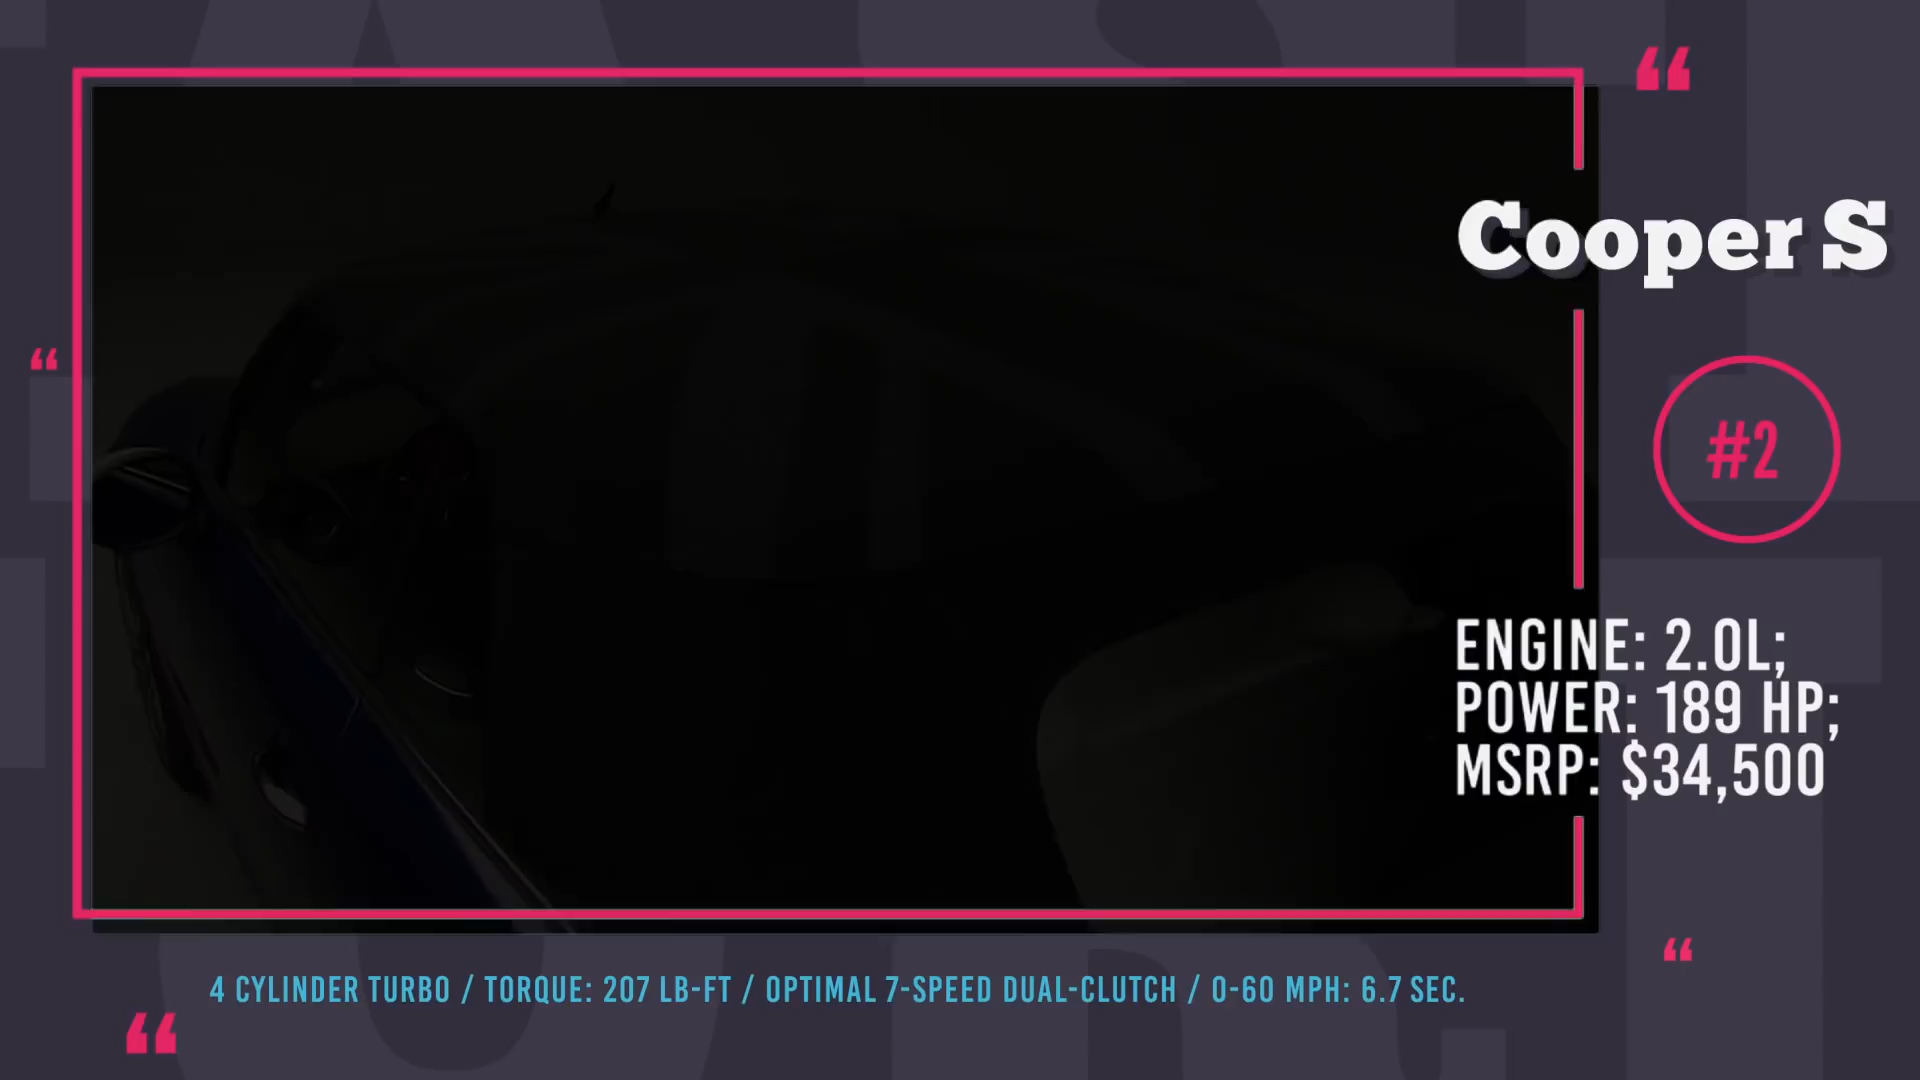 Cooper S
#2
ENGINE: 2.0L;
POWER: 189 HP;
MSRP: $34,500
4 CYLINDER TURBO / TORQUE: 207 LB-FT / OPTIMAL 7-SPEED DUAL-CLUTCH / 0-60 MPH: 6.7 SEC.